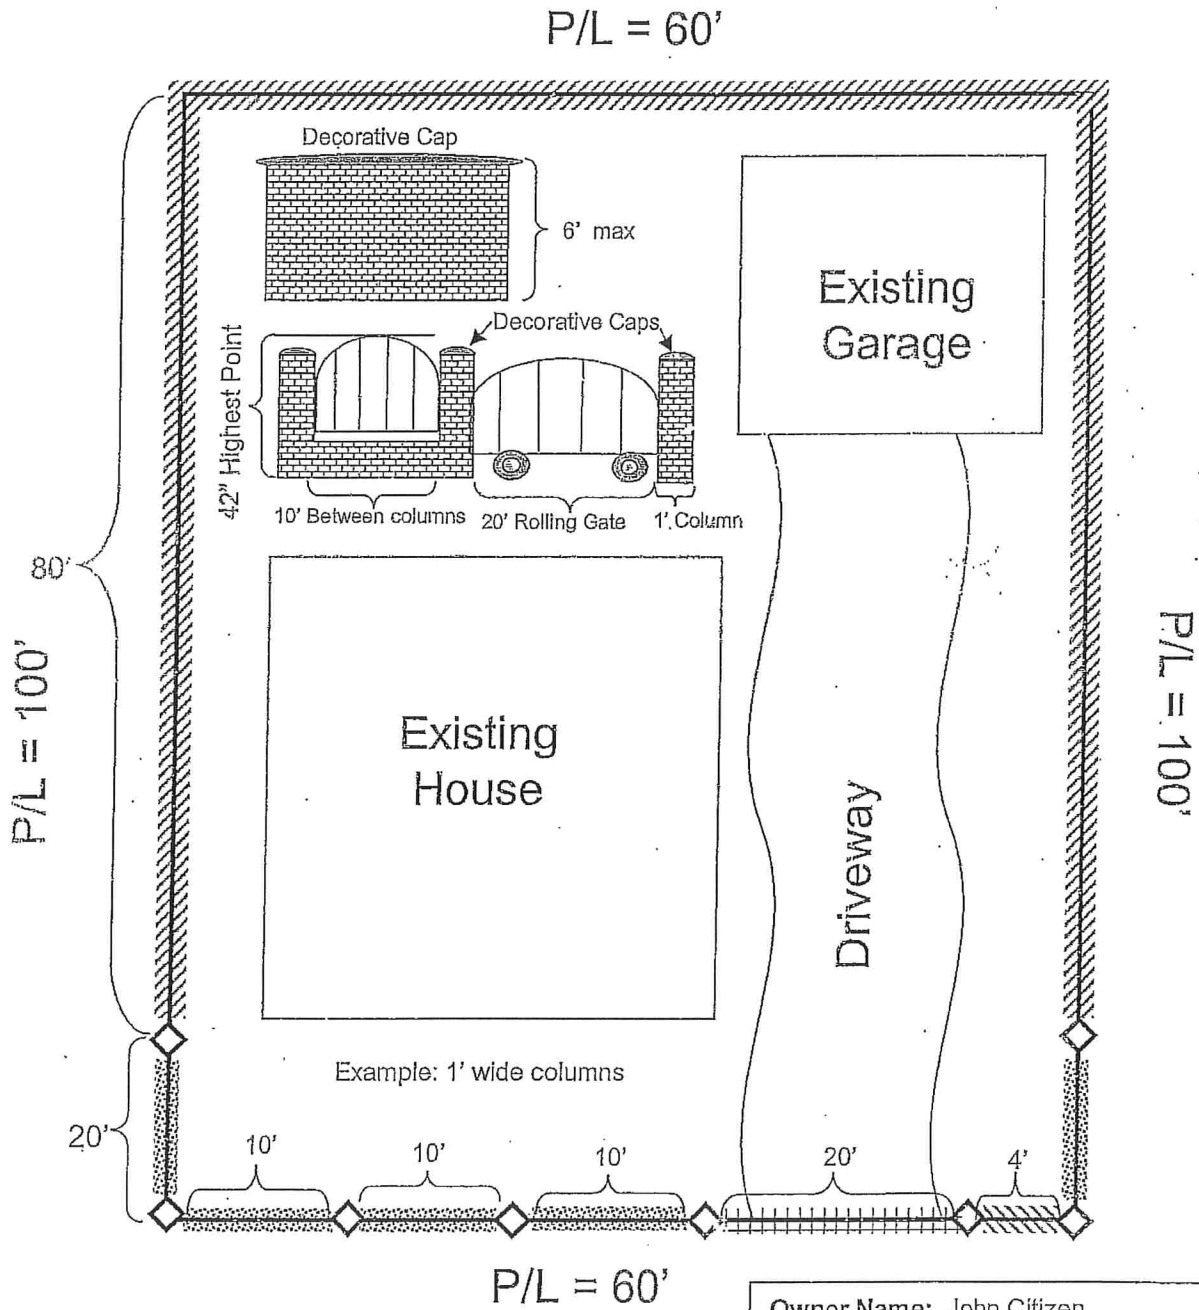 P/L = 60'
Decorative Cap
6' max
Existing
Garage
Decorative Caps
42" Highest Point
10' Between columns
20' Rolling Gate
1'. Column
80'
P/L = 100'
P/L = 100'
Existing
House
Driveway
Example: 1' wide columns
20'
10'
10'
10'
20'
4'
P/L = 60'
Owner Name: John Citizen